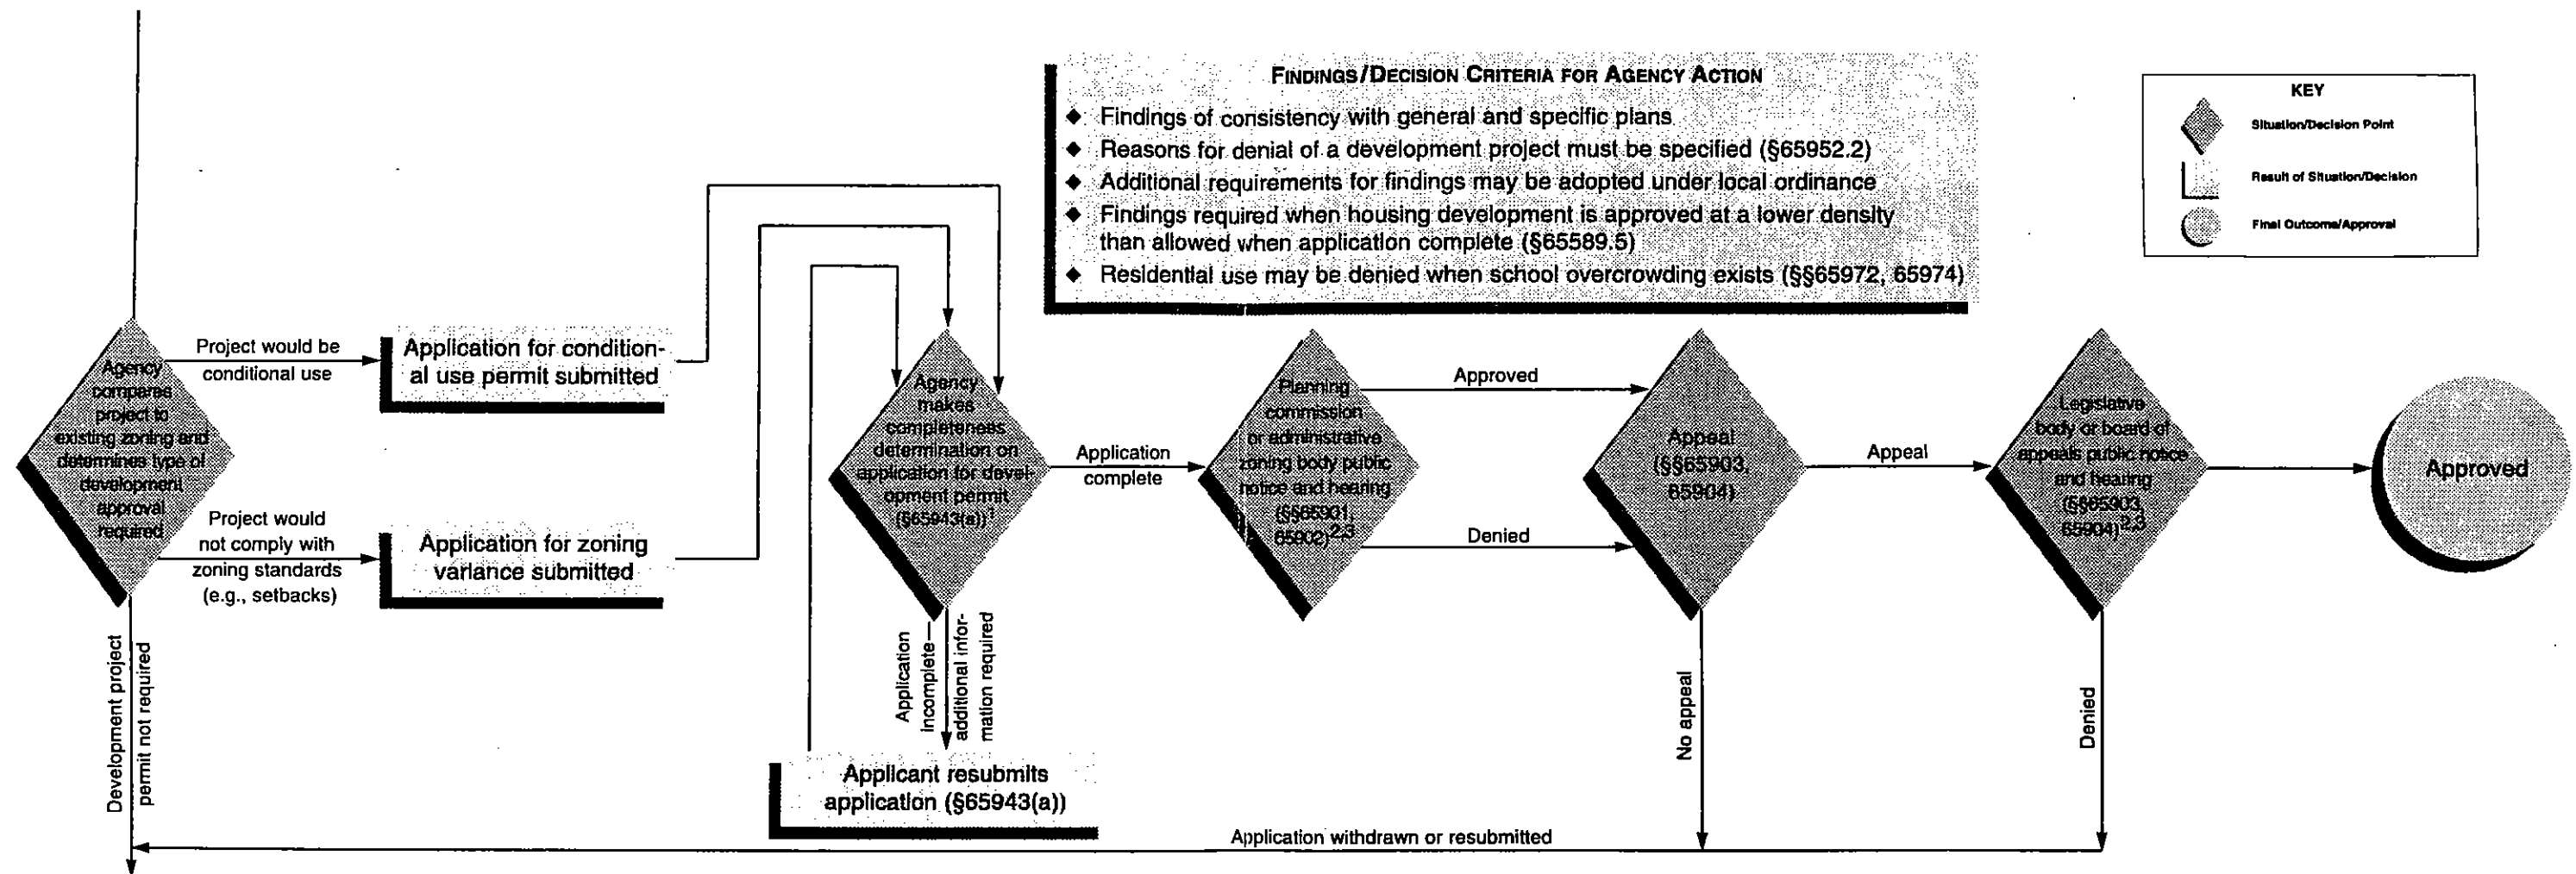 FINDINGS/DECISION CRITERIA FOR AGENCY ACTION
◆ Findings of consistency with general and specific plans
◆ Reasons for denial of a development project must be specified (§65952.2)
◆ Additional requirements for findings may be adopted under local ordinance
◆ Findings required when housing development is approved at a lower density
than allowed when application complete (§65589.5)
◆ Residential use may be denied when school overcrowding exists (§§65972, 65974)
KEY
Situation/Decision Point
Result of Situation/Decision
Final Outcome/Approval
Agency
compares
project to
existing zoning and
determines type of
development
approval
required
Project would be
conditional use
Application for condition-
al use permit submitted
Project would
not comply with
zoning standards
(e.g., setbacks)
Application for zoning
variance submitted
Development project
permit not required
Agency
makes
completeness
determination on
application for devel-
opment permit
(§65943(a))1
Application
incomplete—
additional infor-
mation required
Applicant resubmits
application (§65943(a))
Application
complete
Planning
commission
or administrative
zoning body public
notice and hearing
(§§65901,
65902)2,3
Approved
Denied
Appeal
(§§65903,
65904)
Appeal
No appeal
Legislative
body or board of
appeals public notice
and hearing
(§§65903,
65904)2,3
Denied
Approved
Application withdrawn or resubmitted